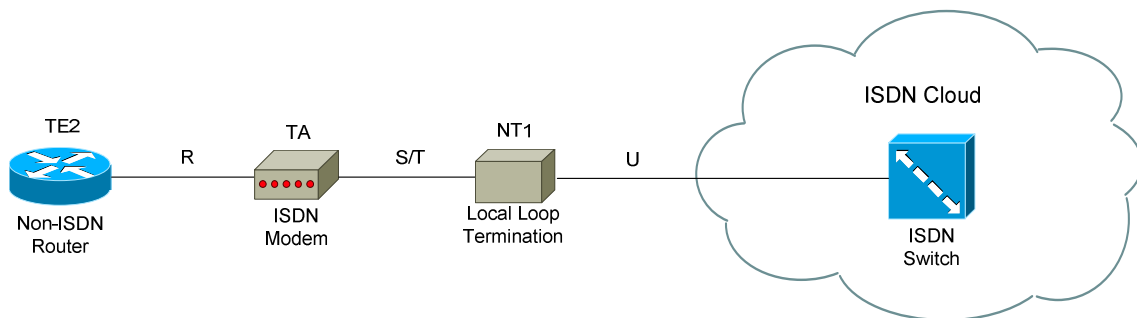 ISDN Cloud
TE2
TA
NT1
R
S/T
U
Non-ISDN
Router
ISDN
Modem
Local Loop
Termination
ISDN
Switch